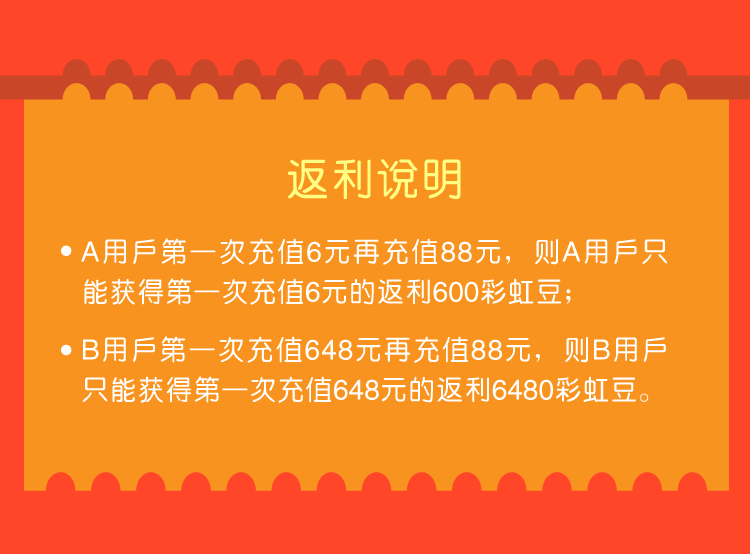 返利説明
• A用戶第一次充值6元再充值88元，则A用戶只
能获得第一次充值6元的返利600彩虹豆；
• B用戶第一次充值648元再充值88元，则B用戶
只能获得第一次充值648元的返利6480彩虹豆。